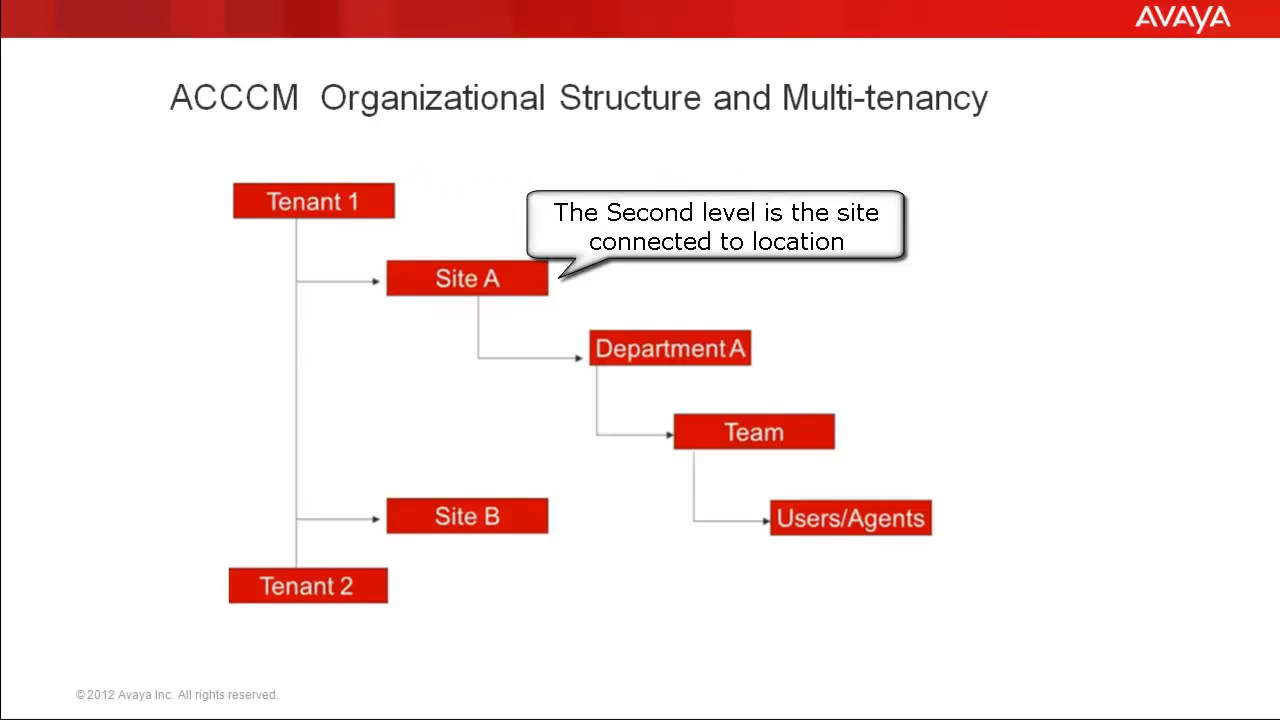 AVAYA
ACCCM Organizational Structure and Multi-tenancy
Tenant 1
The Second level is the site
connected to location
Site A
Department A
Team
Site B
Users/Agents
Tenant 2
©2012 Avaya Inc. All rights reserved.